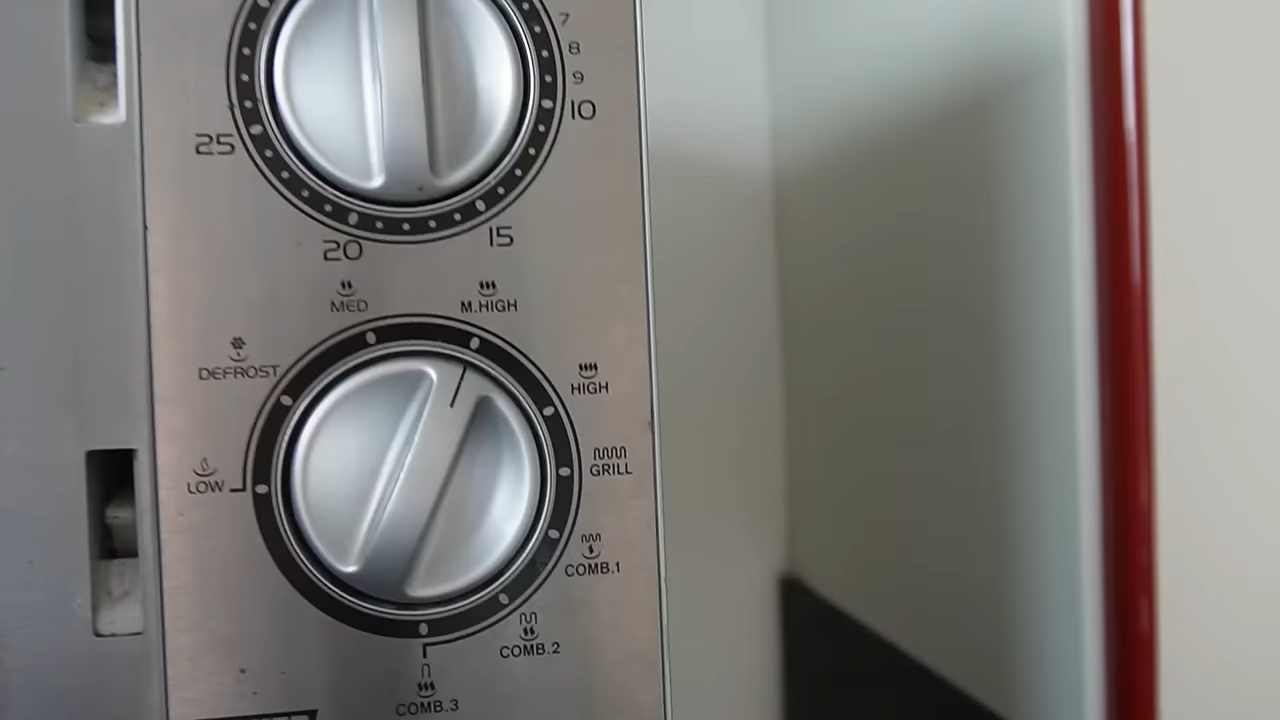 7
8
9
10
25
15
20
MED
M.HIGH
DEFROST
HIGH
GRILL
LOW
COMB.1
COMB.2
COMB.3